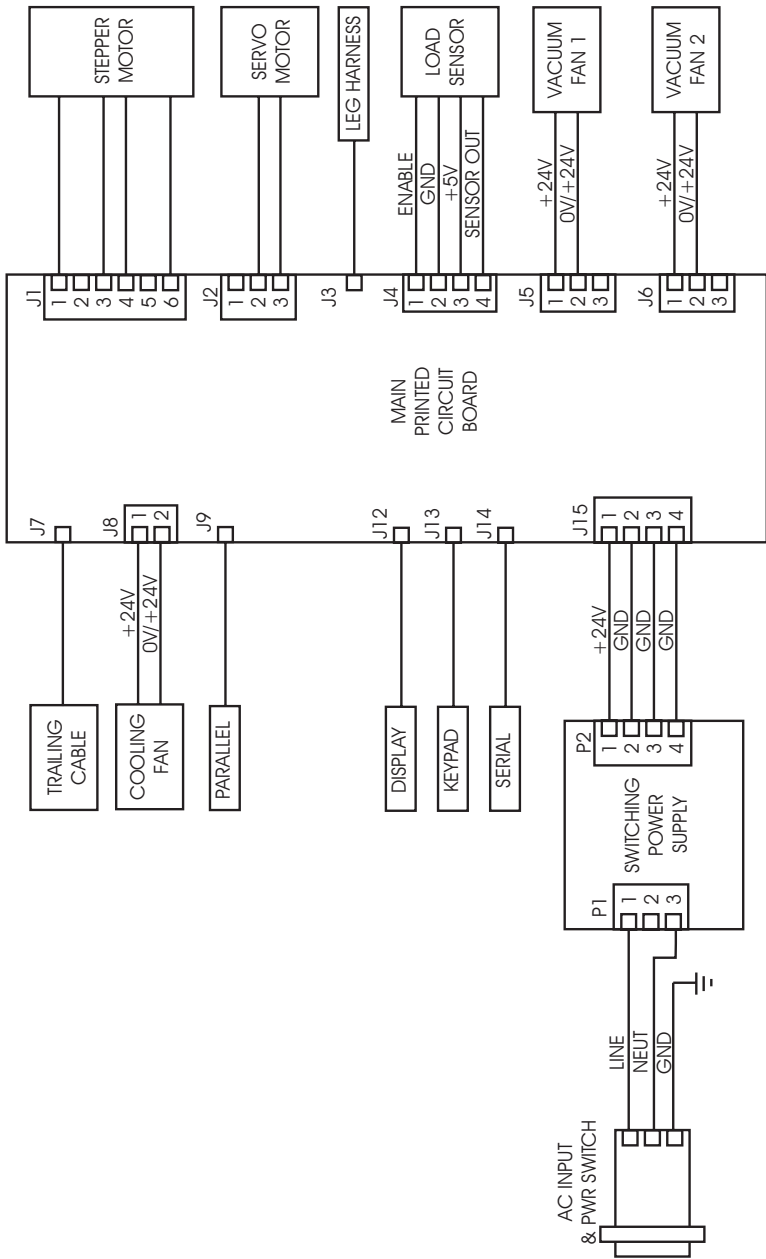 STEPPER
MOTOR
SERVO
MOTOR
LEG HARNESS
LOAD
SENSOR
VACUUM
FAN 1
VACUUM
FAN 2
ENABLE
GND
+5V
SENSOR OUT
+24V
0V/+24V
+24V
0V/+24V
J1
1
2
3
4
5
6
J2
1
2
3
J3
J4
1
2
3
4
J5
1
2
3
J6
1
2
3
MAIN
PRINTED
CIRCUIT
BOARD
J7
J8
1
2
J9
J12
J13
J14
J15
1
2
3
4
+24V
0V/+24V
+24V
GND
GND
GND
TRAILING
CABLE
COOLING
FAN
PARALLEL
DISPLAY
KEYPAD
SERIAL
P2
1
2
3
4
SWITCHING
POWER
SUPPLY
P1
1
2
3
LINE
NEUT
GND
AC INPUT
& PWR SWITCH